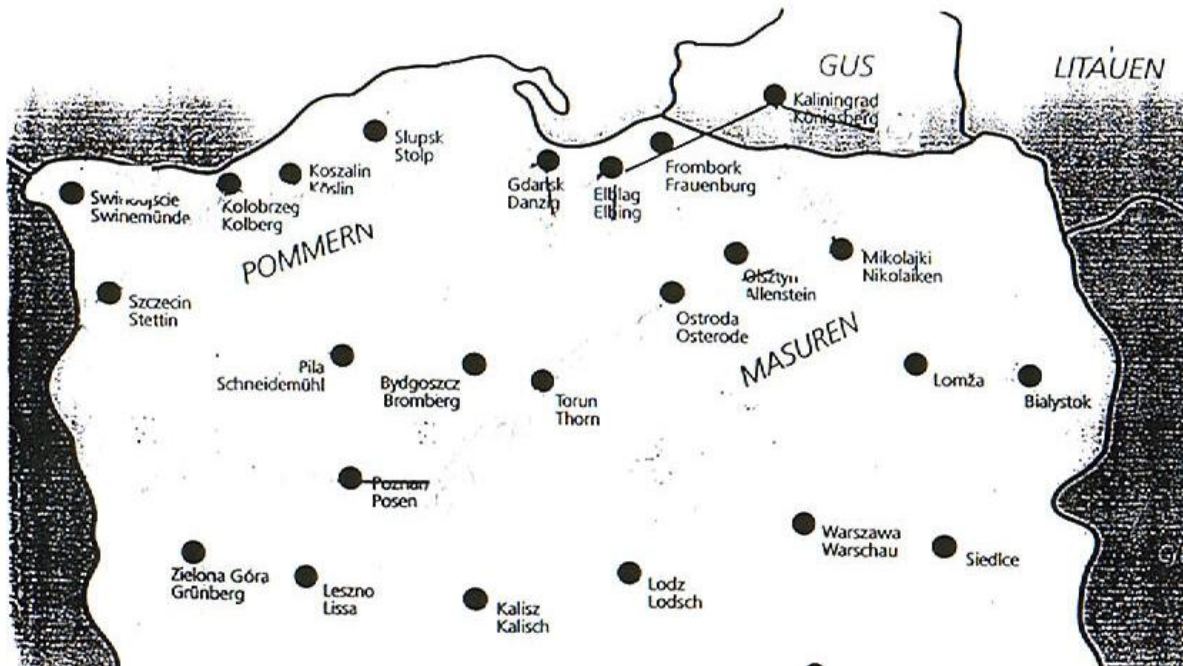 GUS
LITAUEN
Kaliningrad
Königsberg
Slupsk
Stolp
Koszalin
Köslin
Frombork
Frauenburg
Gdansk
Danzig
Elblag
Elbing
Swinoujscie
Swinemünde
Kolobrzeg
Kolberg
POMMERN
Mikolajki
Nikolaiken
Olsztyn
Allenstein
Szczecin
Stettin
Ostroda
Osterode
MASUREN
Pila
Schneidemühl
Bydgoszcz
Bromberg
Torun
Thorn
Lomża
Bialystok
Poznan
Posen
Warszawa
Warschau
Siedlce
Zielona Góra
Grünberg
Leszno
Lissa
Kalisz
Kalisch
Lodz
Lodsch